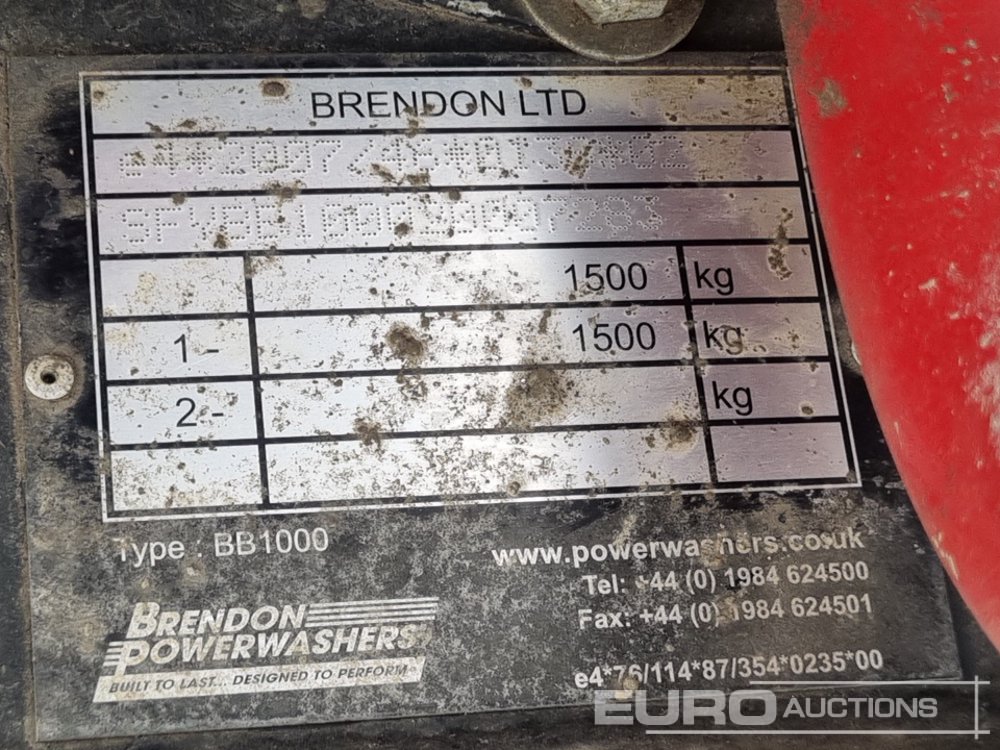 BRENDON LTD
1500 kg
1 - 1500 kg
2 - kg
Type : BB1000
www.powerwashers.co.uk
Tel: +44 (0) 1984 624500
Fax: +44 (0) 1984 624501
BRENDON
POWERWASHERS
BUILT TO LAST... DESIGNED TO PERFORM
e4*76/114*87/354*0235*00
EURO AUCTIONS